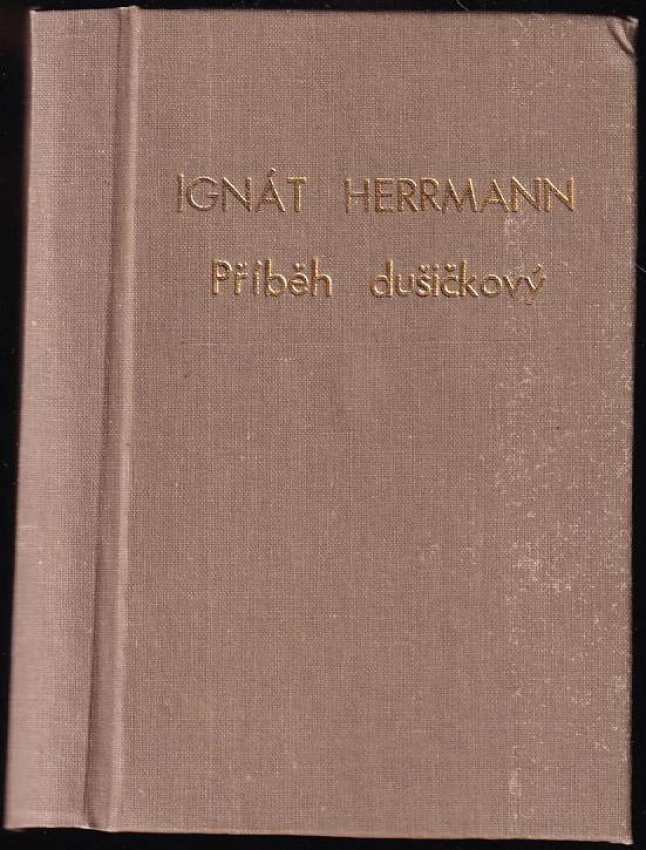 IGNÁT HERRMANN
Příběh dušičkový